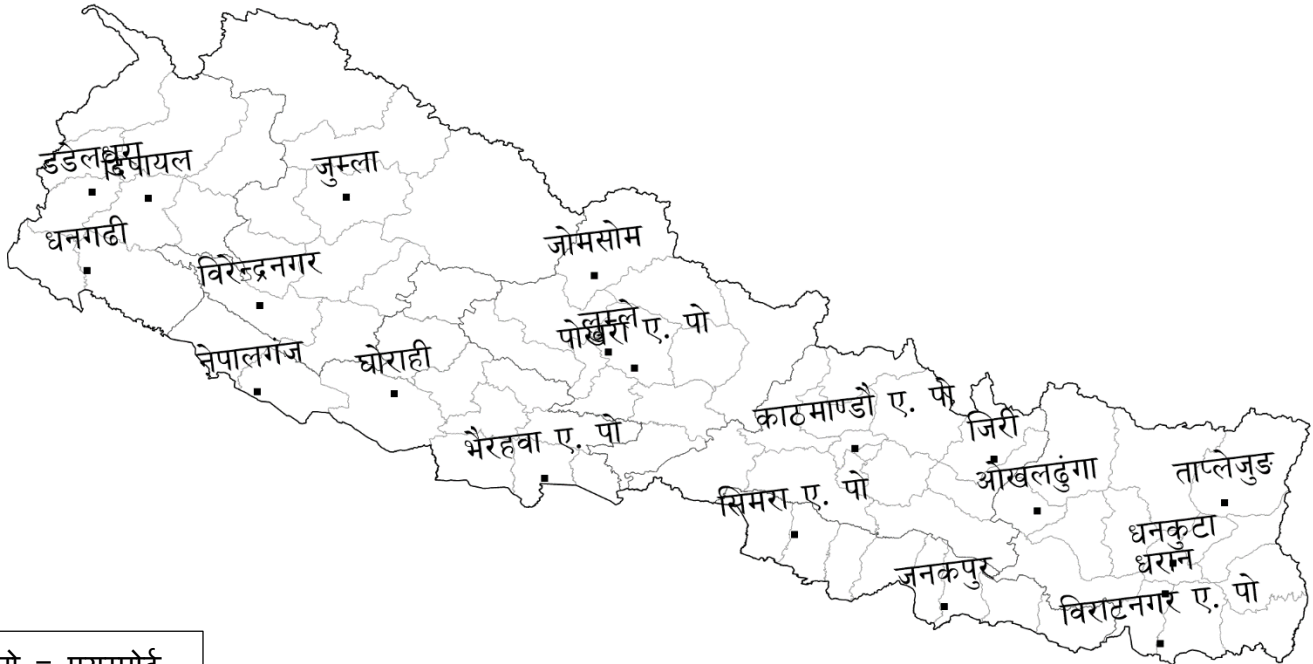 डडेलधुरा
दिपायल
जुम्ला
धनगढी
जोमसोम
विरेन्द्रनगर
लुम्ले
पोखरा ए. पो
नेपालगंज
घोराही
काठमाण्डौ ए. पो
जिरी
भैरहवा ए. पो
ओखलढुंगा
ताप्लेजुङ
सिमरा ए. पो
धनकुटा
धरान
जनकपुर
विराटनगर ए. पो